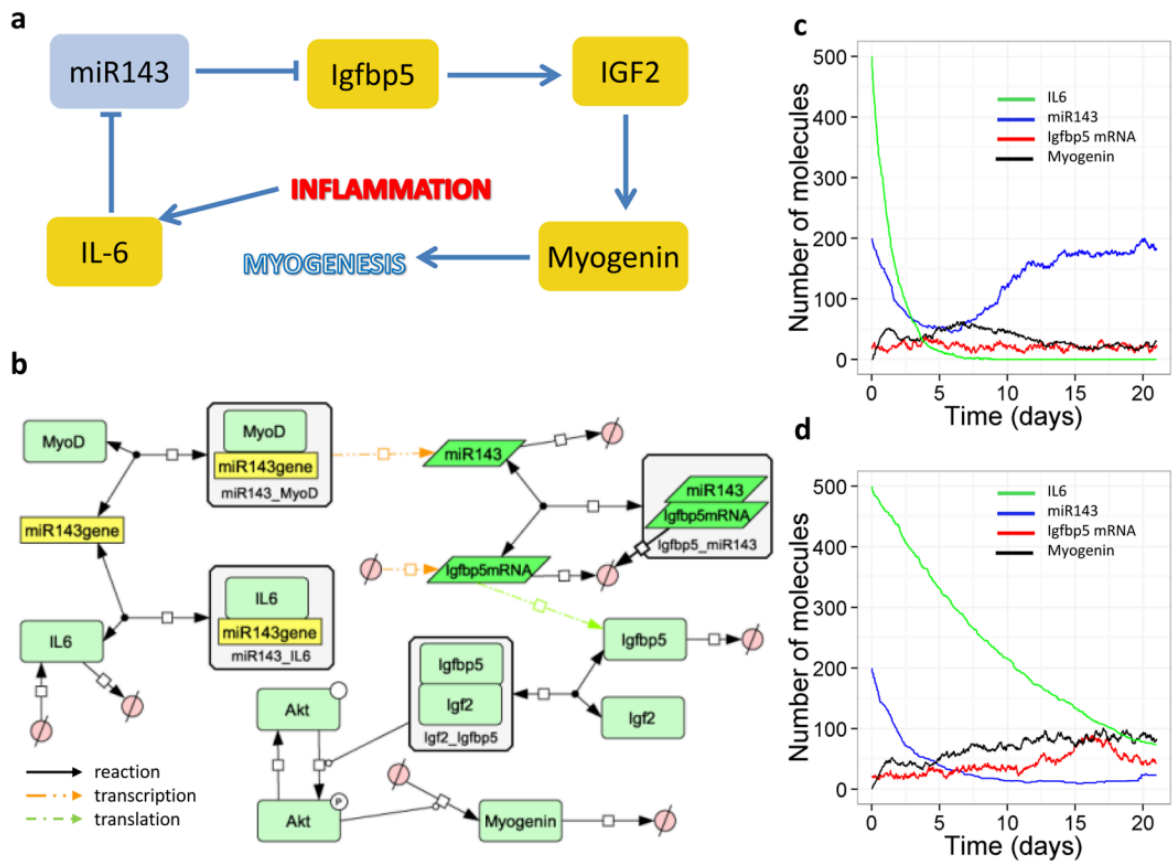 a
miR143
Igfbp5
IGF2
INFLAMMATION
IL-6
MYOGENESIS
Myogenin
b
MyoD
MyoD
miR143gene
miR143_MyoD
miR143
miR143gene
miR143
Igfbp5mRNA
Igfbp5_miR143
Igfbp5mRNA
IL6
miR143gene
miR143_IL6
IL6
Igfbp5
Igfbp5
Igf2
Igf2_Igfbp5
Igf2
Akt
Akt
P
Myogenin
reaction
transcription
translation
c
Number of molecules
500
400
300
200
100
0
IL6
miR143
Igfbp5 mRNA
Myogenin
0 5 10 15 20
Time (days)
d
Number of molecules
500
400
300
200
100
0
IL6
miR143
Igfbp5 mRNA
Myogenin
0 5 10 15 20
Time (days)